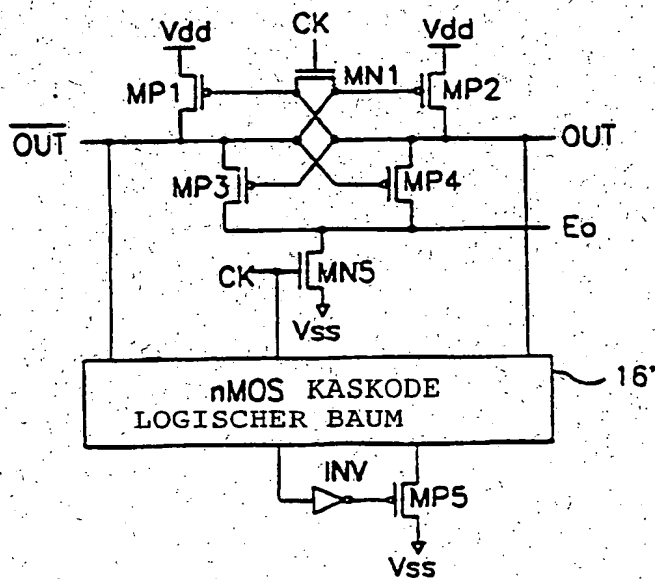 Vdd CK Vdd
MP1 MN1 MP2
OUT OUT
MP3 MP4
Eo
CK MN5
Vss
nMOS KASKODE
LOGISCHER BAUM
16'
INV
MP5
Vss